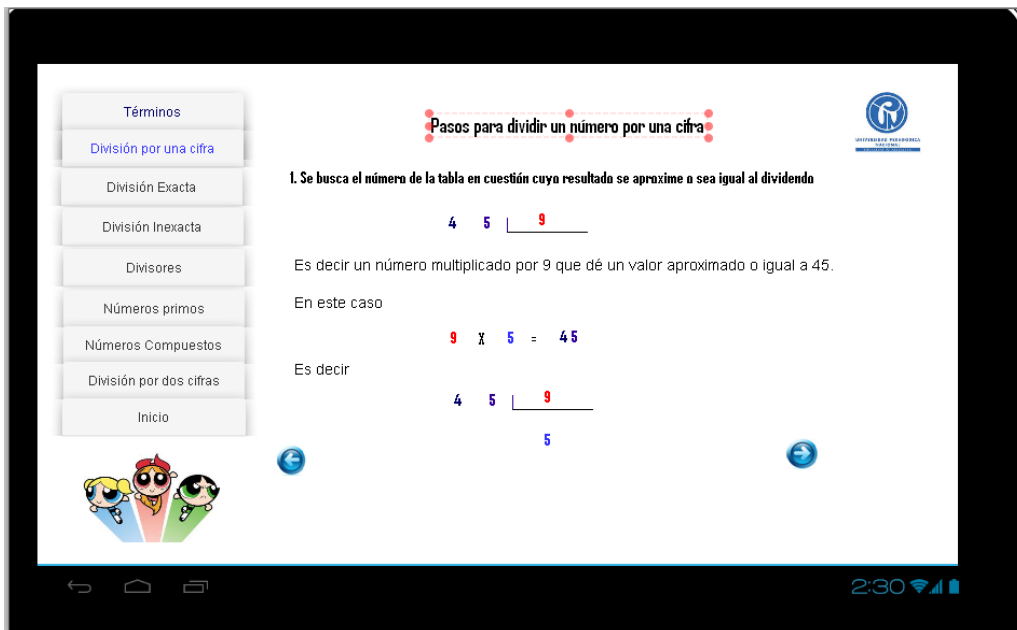 Términos
División por una cifra
División Exacta
División Inexacta
Divisores
Números primos
Números Compuestos
División por dos cifras
Inicio
Pasos para dividir un número por una cifra
UNIVERSIDAD PEDAGOGICA
NACIONAL
1. Se busca el número de la tabla en cuestión cuyo resultado se aproxime o sea igual al dividendo
4 5 9
Es decir un número multiplicado por 9 que dé un valor aproximado o igual a 45.
En este caso
9 X 5 = 45
Es decir
4 5 9
5
2:30